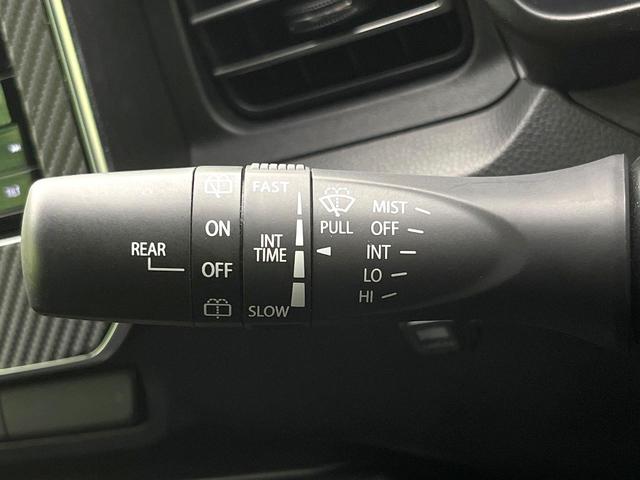 REAR
ON
OFF
FAST
INT
TIME
SLOW
PULL
MIST
OFF
INT
LO
HI